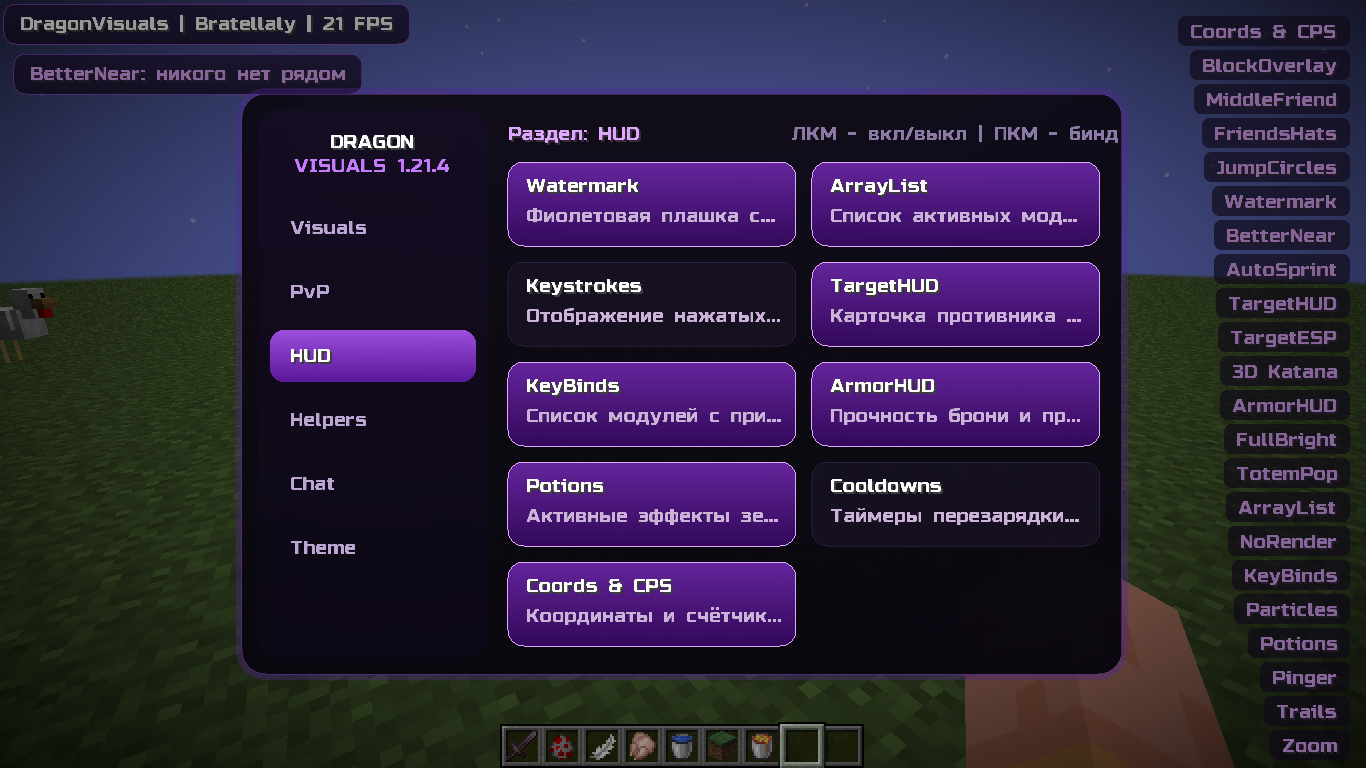 DragonVisuals | Bratellaly | 21 FPS
BetterNear: никого нет рядом
DRAGON
VISUALS 1.21.4
Visuals
PvP
HUD
Helpers
Chat
Theme
Раздел: HUD
ЛКМ - вкл/выкл | ПКМ - бинд
Watermark
Фиолетовая плашка с...
ArrayList
Список активных мод...
Keystrokes
Отображение нажатых...
TargetHUD
Карточка противника ...
KeyBinds
Список модулей с при...
ArmorHUD
Прочность брони и пр...
Potions
Активные эффекты зе...
Cooldowns
Таймеры перезарядки...
Coords & CPS
Координаты и счётчик...
Coords & CPS
BlockOverlay
MiddleFriend
FriendsHats
JumpCircles
Watermark
BetterNear
AutoSprint
TargetHUD
TargetESP
3D Katana
ArmorHUD
FullBright
TotemPop
ArrayList
NoRender
KeyBinds
Particles
Potions
Pinger
Trails
Zoom